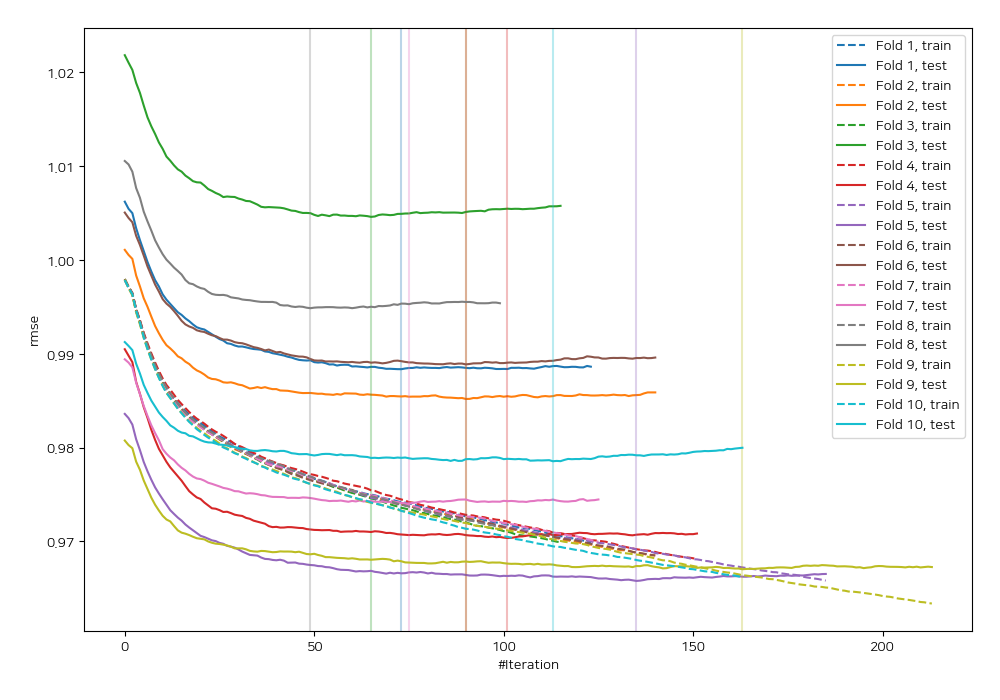 1,02
1,01
1,00
0,99
0,98
0,97
rmse
0
50
100
150
200
#Iteration
Fold 1, train
Fold 1, test
Fold 2, train
Fold 2, test
Fold 3, train
Fold 3, test
Fold 4, train
Fold 4, test
Fold 5, train
Fold 5, test
Fold 6, train
Fold 6, test
Fold 7, train
Fold 7, test
Fold 8, train
Fold 8, test
Fold 9, train
Fold 9, test
Fold 10, train
Fold 10, test